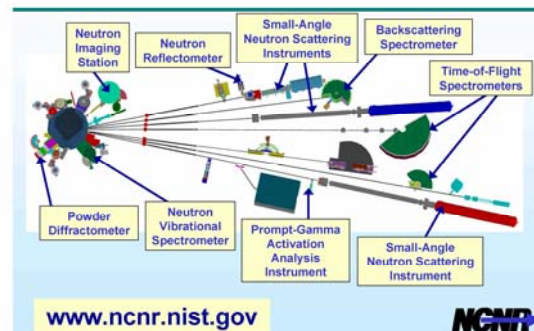 Neutron
Imaging
Station
Neutron
Reflectometer
Small-Angle
Neutron Scattering
Instruments
Backscattering
Spectrometer
Time-of-Flight
Spectrometers
Powder
Diffractometer
Neutron
Vibrational
Spectrometer
Prompt-Gamma
Activation
Analysis
Instrument
Small-Angle
Neutron Scattering
Instrument
www.ncnr.nist.gov
NCNR